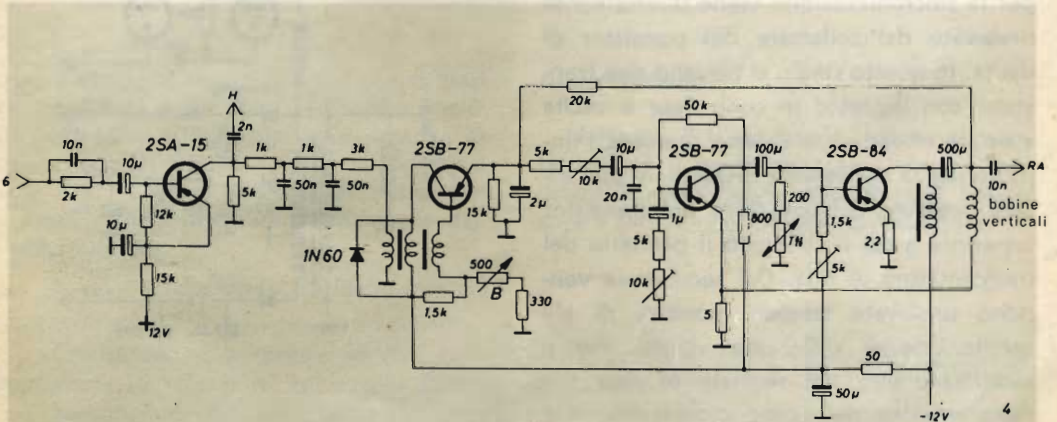 20k
H
50k
2n
2SA-15
2SB-77
2SB-77
100µ
2SB-84
500µ
10n
10µ
1k
1k
3k
5k
10µ
10k
6
2k
5k
50n
50n
15k
2µ
20n
200
10n
RA
bobine
verticali
12k
1µ
800
1,5k
10µ
1N60
5k
TH
2,2
500
15k
B
10k
5k
1,5k
330
5
50
12V
50µ
-12V
4